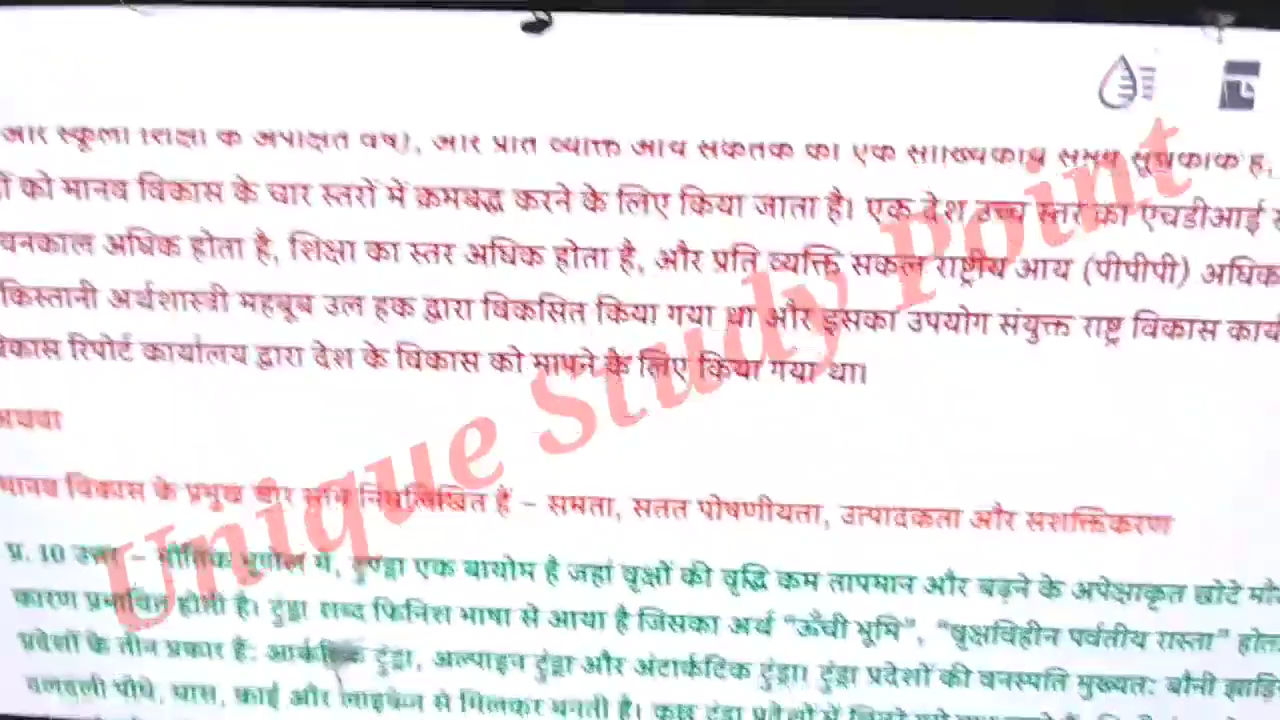 और स्कूली शिक्षा के अपेक्षित वर्ष), और प्रति व्यक्ति आय संकेतक का एक सांख्यिकीय समग्र सूचकांक है,
को मानव विकास के चार स्तरों में क्रमबद्ध करने के लिए किया जाता है। एक देश उच्च स्तर का एचडीआई
वनकाल अधिक होता है, शिक्षा का स्तर अधिक होता है, और प्रति व्यक्ति सकल राष्ट्रीय आय (पीपीपी) अधिक
किस्तानी अर्थशास्त्री महबूब उल हक द्वारा विकसित किया गया था और इसका उपयोग संयुक्त राष्ट्र विकास कार्य
वेकास रिपोर्ट कार्यालय द्वारा देश के विकास को मापने के लिए किया गया था।
अथवा
मानव विकास के प्रमुख चार स्तंभ निम्नलिखित हैं – समता, सतत पोषणीयता, उत्पादकता और सशक्तिकरण
प्र. 10 उत्तर – भौतिक भूगोल में, टुण्ड्रा एक बायोम है जहां वृक्षों की वृद्धि कम तापमान और बढ़ने के अपेक्षाकृत छोटे मौ
कारण प्रभावित होती है। टुंड्रा शब्द फिनिश भाषा से आया है जिसका अर्थ “ऊँची भूमि”, “वृक्षविहीन पर्वतीय रास्ता” होता
प्रदेशों के तीन प्रकार हैं: आर्कटिक टुंड्रा, अल्पाइन टुंड्रा और अंटार्कटिक टुंड्रा। टुंड्रा प्रदेशों की वनस्पति मुख्यत: बौनी झाड़ि
दलदली पौधे, घास, काई और लाइकेन से मिलकर बनती है। कुछ टुंड्रा प्रदेशों में
Unique Study Point